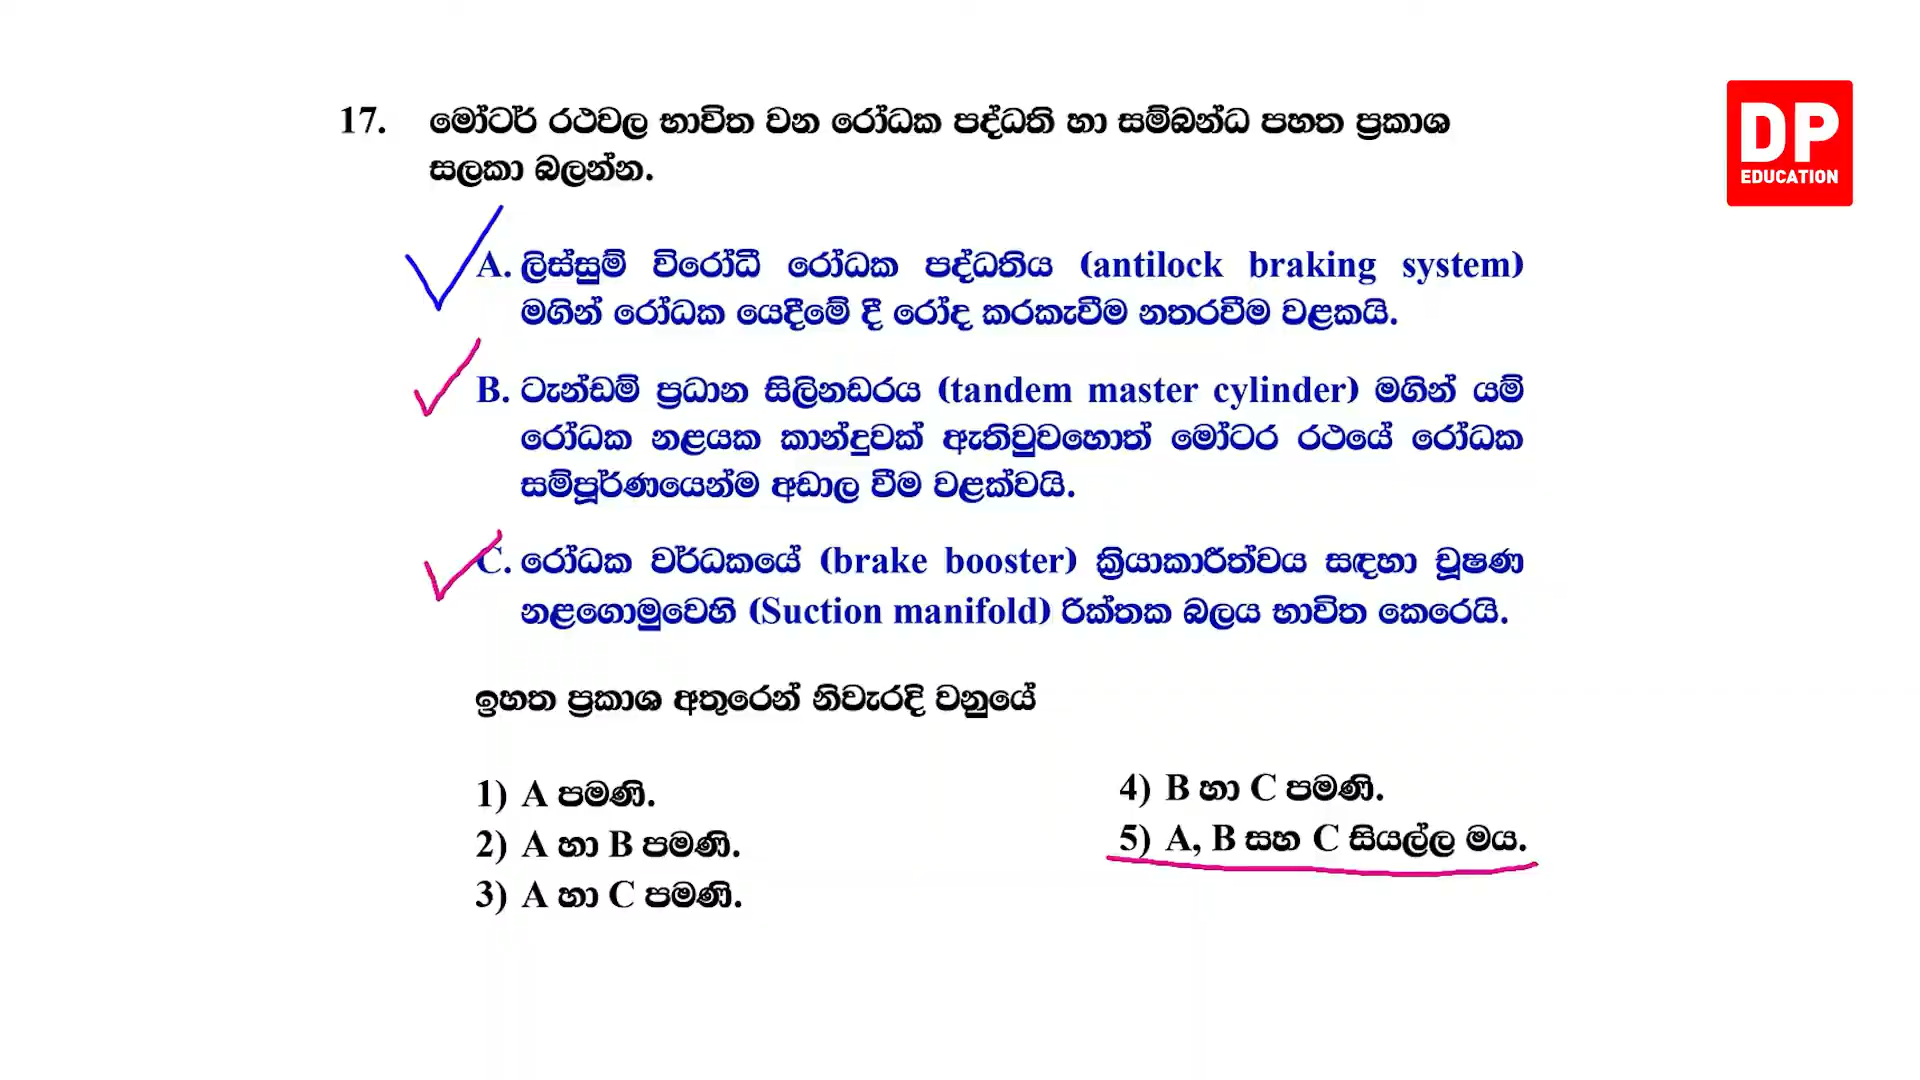 DP
EDUCATION
17. මෝටර් රථවල භාවිත වන රෝධක පද්ධති හා සම්බන්ධ පහත ප්‍රකාශ
සලකා බලන්න.
A. ලිස්සුම් විරෝධී රෝධක පද්ධතිය (antilock braking system)
මගින් රෝධක යෙදීමේ දී රෝද කරකැවීම නතරවීම වළකයි.
B. ටැන්ඩම් ප්‍රධාන සිලිනඩරය (tandem master cylinder) මගින් යම්
රෝධක නළයක කාන්දුවක් ඇතිවුවහොත් මෝටර රථයේ රෝධක
සම්පූර්ණයෙන්ම අඩාල වීම වළක්වයි.
C. රෝධක වර්ධකයේ (brake booster) ක්‍රියාකාරීත්වය සඳහා චූෂණ
නළගොමුවෙහි (Suction manifold) රික්තක බලය භාවිත කෙරෙයි.
ඉහත ප්‍රකාශ අතුරෙන් නිවැරදි වනුයේ
1) A පමණි.
2) A හා B පමණි.
3) A හා C පමණි.
4) B හා C පමණි.
5) A, B සහ C සියල්ල මය.